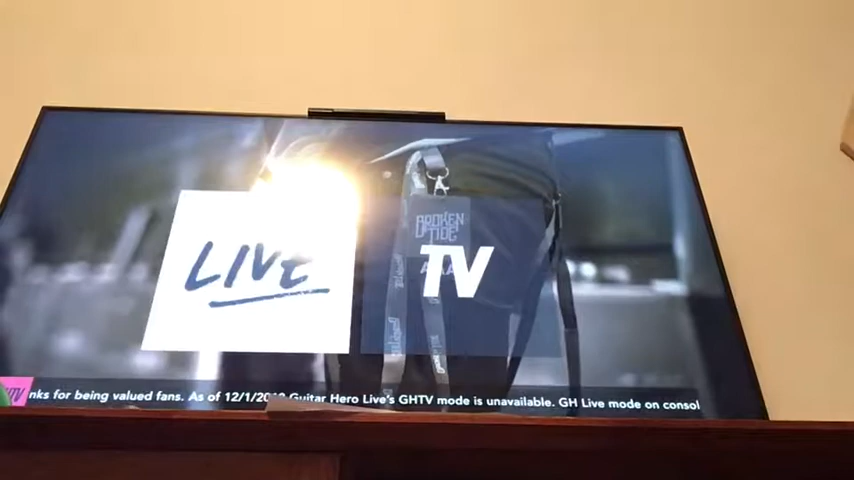 BROKEN
TIDE
LIVE
TV
nks for being valued fans. As of 12/1/2018 Guitar Hero Live's GHTV mode is unavailable. GH Live mode on consol